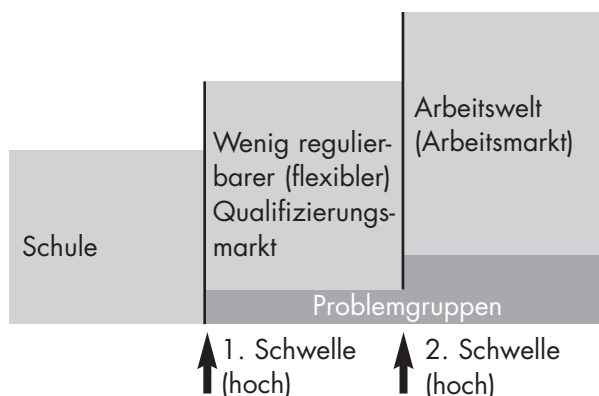 Schule
Wenig regulier-
barer (flexibler)
Qualifizierungs-
markt
Arbeitswelt
(Arbeitsmarkt)
Problemgruppen
1. Schwelle
(hoch)
2. Schwelle
(hoch)